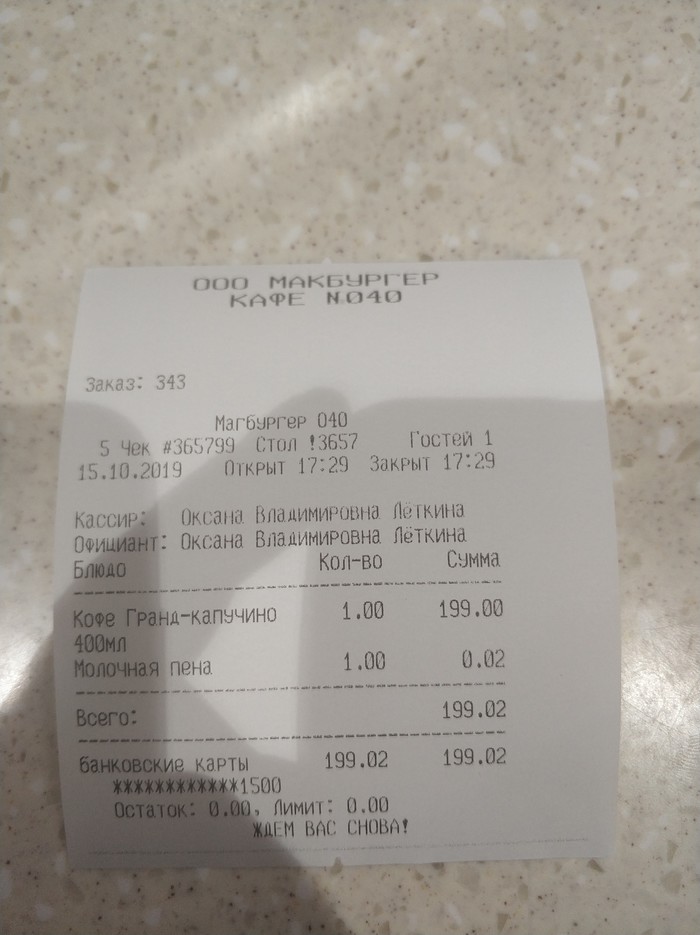 ООО МАКБУРГЕР
КАФЕ N040
Заказ: 343
Магбургер 040
5 Чек #365799 Стол !3657 Гостей 1
15.10.2019 Открыт 17:29 Закрыт 17:29
Кассир: Оксана Владимировна Лёткина
Официант: Оксана Владимировна Лёткина
Блюдо Кол-во Сумма
Кофе Гранд-капучино 1.00 199.00
400мл
Молочная пена 1.00 0.02
Всего: 199.02
банковские карты 199.02 199.02
************1500
Остаток: 0.00, Лимит: 0.00
ЖДЕМ ВАС СНОВА!